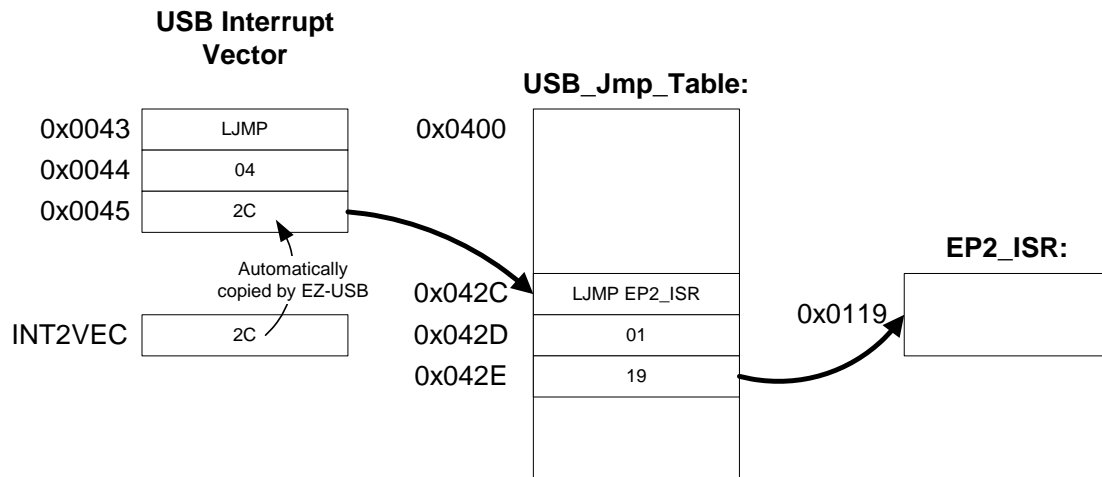 USB Interrupt
Vector
USB_Jmp_Table:
0x0043
LJMP
0x0400
0x0044
04
0x0045
2C
Automatically
copied by EZ-USB
EP2_ISR:
0x042C
LJMP EP2_ISR
0x0119
INT2VEC
2C
0x042D
01
0x042E
19